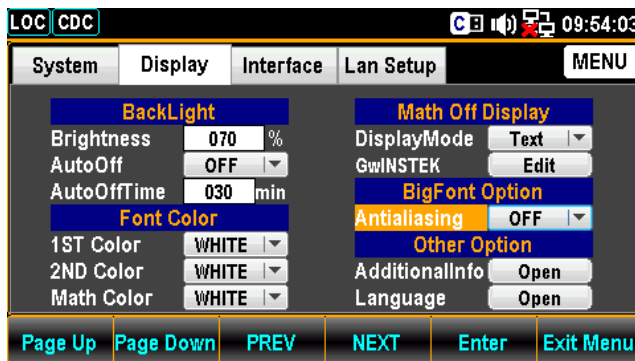 LOC CDC C 09:54:03
System Display Interface Lan Setup MENU
BackLight
Brightness 070 %
AutoOff OFF
AutoOffTime 030 min
Font Color
1ST Color WHITE
2ND Color WHITE
Math Color WHITE
Math Off Display
DisplayMode Text
GWINSTEK Edit
BigFont Option
Antialiasing OFF
Other Option
AdditionalInfo Open
Language Open
Page Up Page Down PREV NEXT Enter Exit Menu